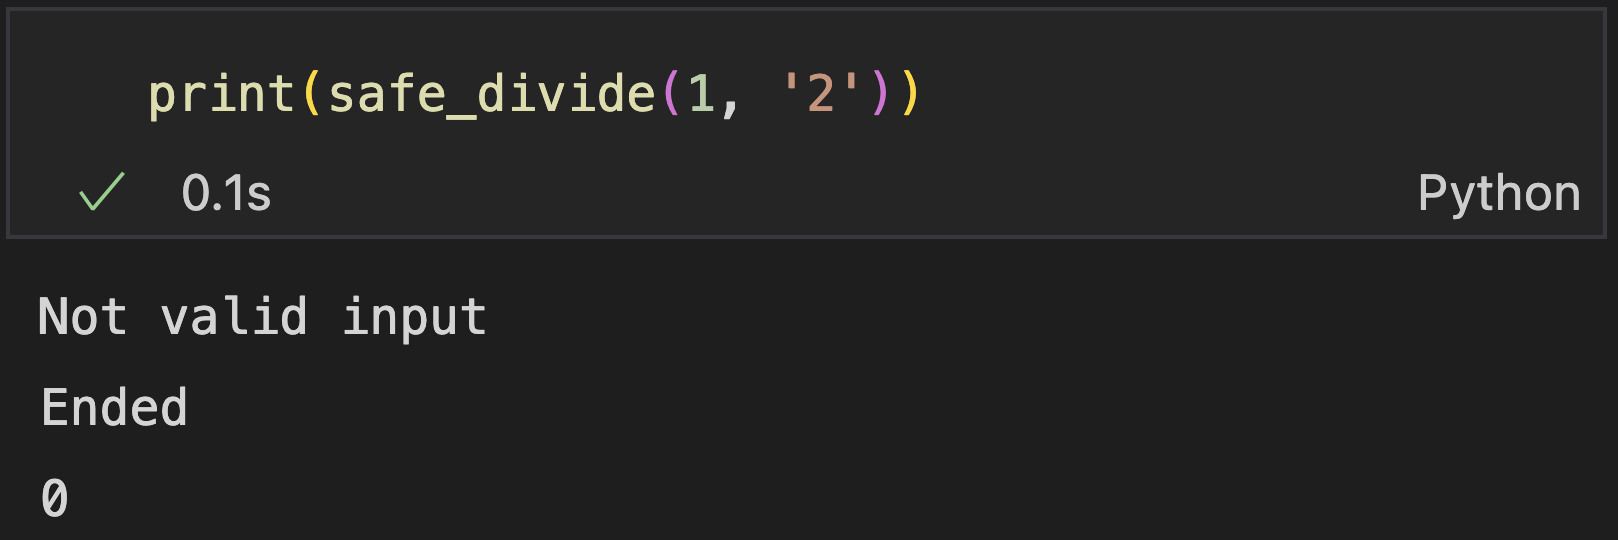 print(safe_divide(1, '2'))
0.1s Python
Not valid input
Ended
0